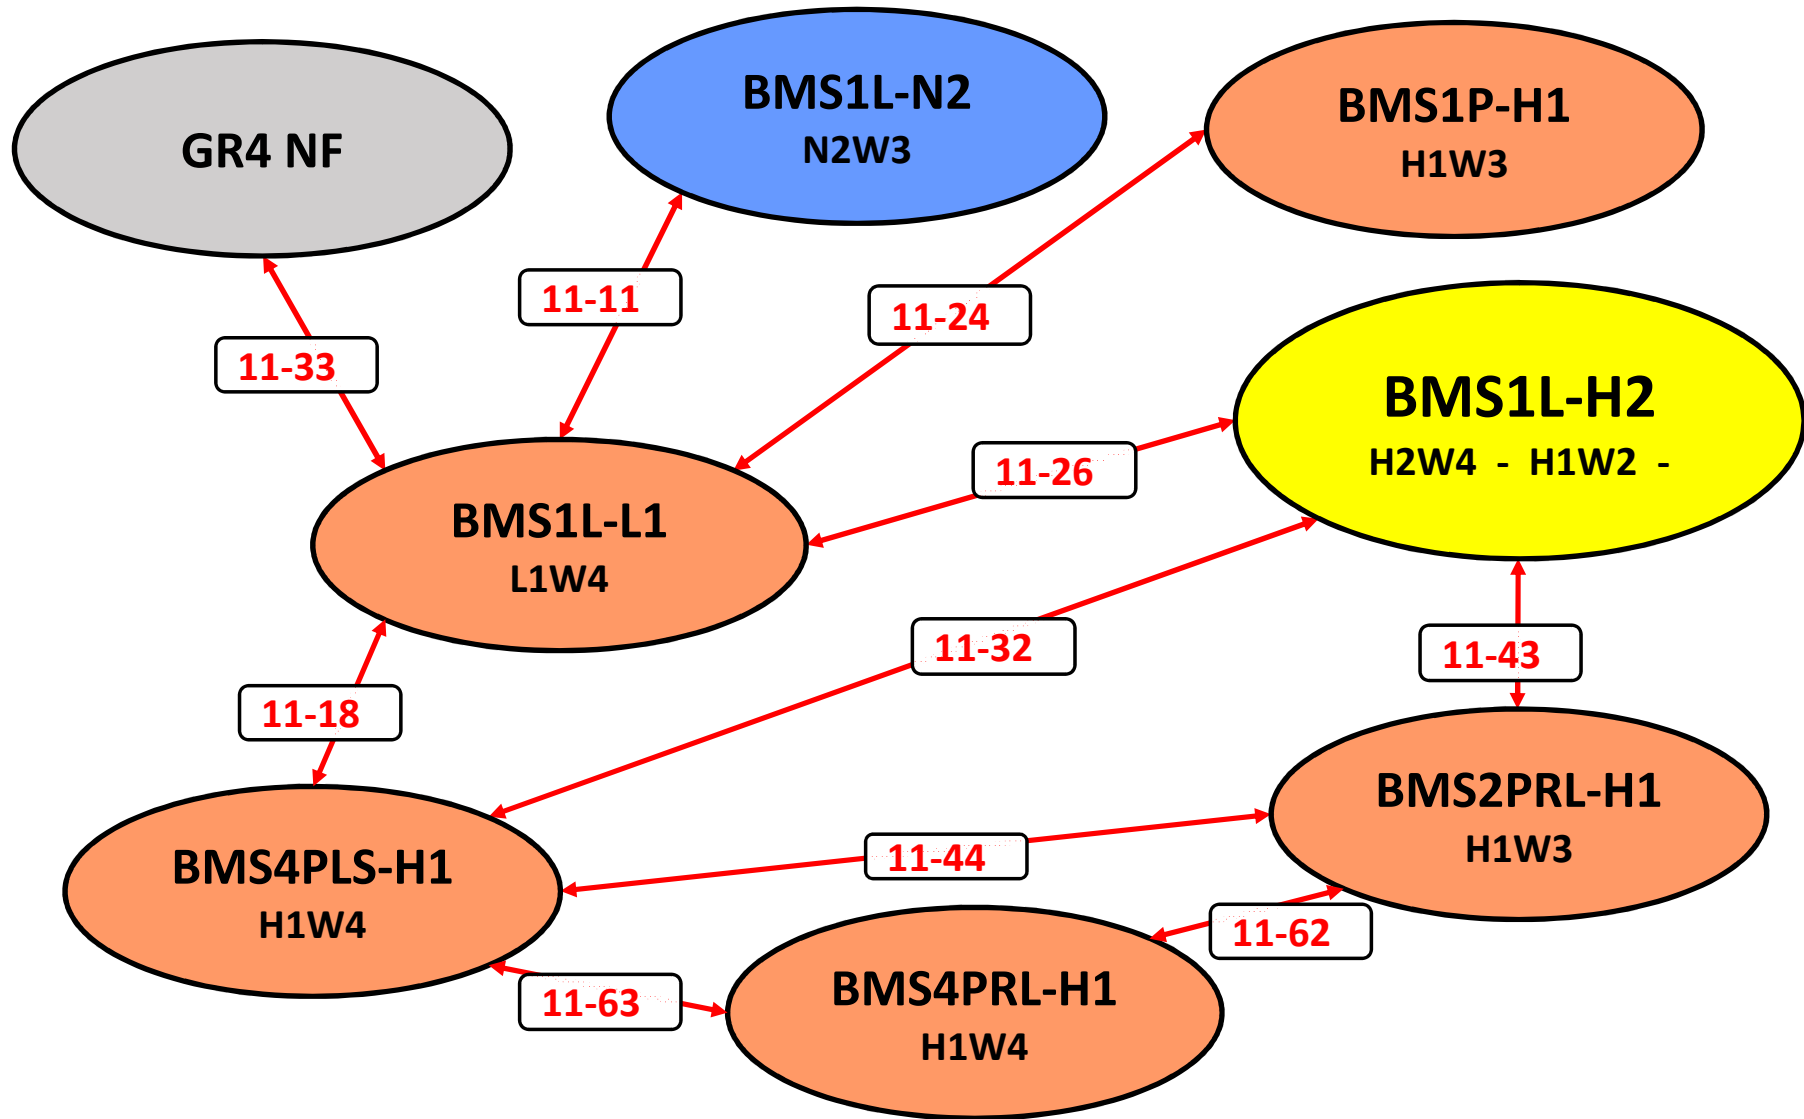 GR4 NF
BMS1L-N2
N2W3
BMS1P-H1
H1W3
11-33
11-11
11-24
BMS1L-H2
H2W4 - H1W2 -
11-26
BMS1L-L1
L1W4
11-32
11-43
11-18
BMS2PRL-H1
H1W3
BMS4PLS-H1
H1W4
11-44
11-62
11-63
BMS4PRL-H1
H1W4